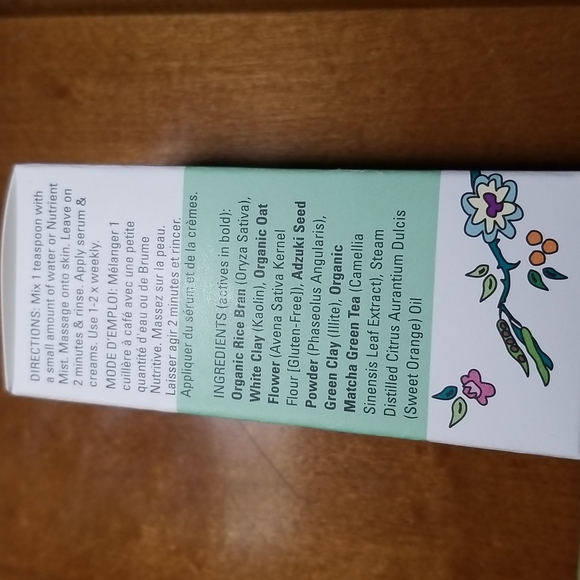 DIRECTIONS: Mix 1 teaspoon with
a small amount of water or Nutrient
Mist. Massage onto skin. Leave on
2 minutes & rinse. Apply serum &
creams. Use 1-2 x weekly.
MODE D'EMPLOI: Mélanger 1
cuillère à café avec une petite
quantité d'eau ou de Brume
Nutritive. Massez sur la peau.
Laisser agir 2 minutes et rincer.
Appliquer du sérum et de la crèmes.
INGREDIENTS (actives in bold):
Organic Rice Bran (Oryza Sativa),
White Clay (Kaolin), Organic Oat
Flower (Avena Sativa Kernel
Flour [Gluten-Free]), Adzuki Seed
Powder (Phaseolus Angularis),
Green Clay (Illite), Organic
Matcha Green Tea (Camellia
Sinensis Leaf Extract), Steam
Distilled Citrus Aurantium Dulcis
(Sweet Orange) Oil